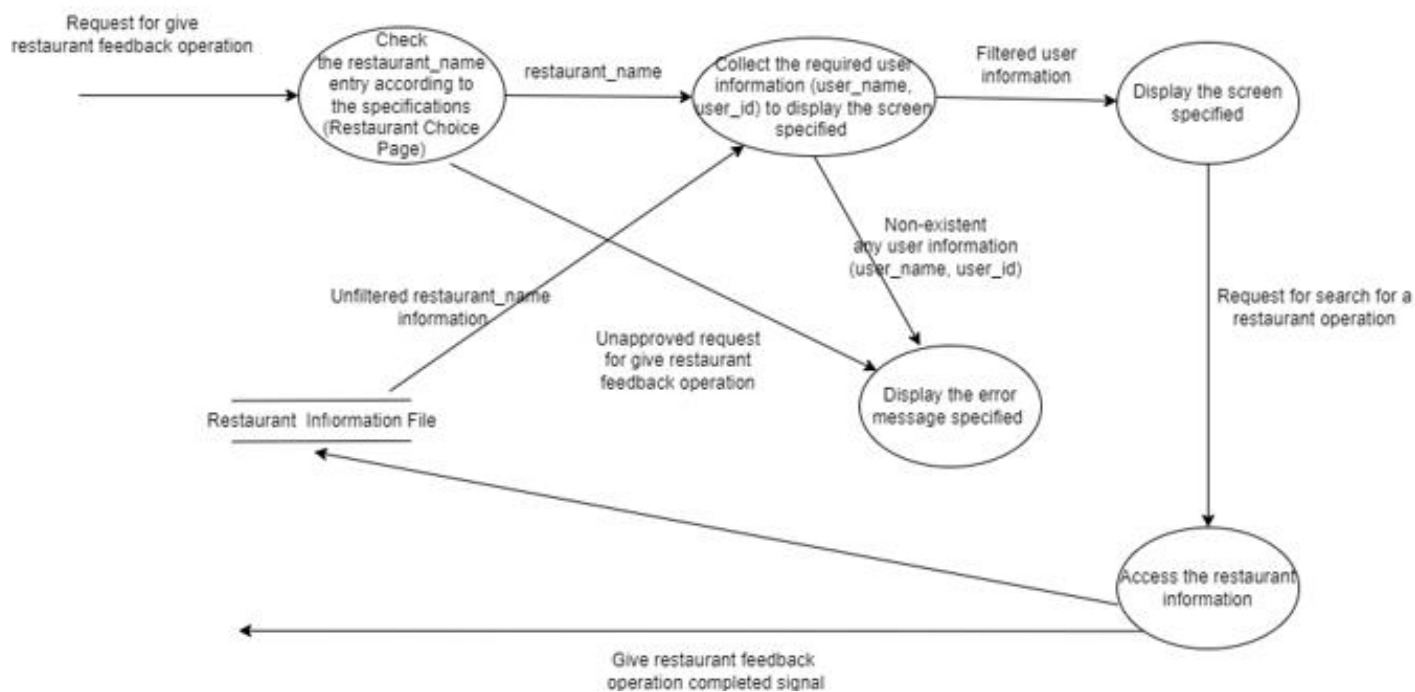 Request for give
restaurant feedback operation
Check
the restaurant_name
entry according to
the specifications
(Restaurant Choice
Page)
restaurant_name
Collect the required user
information (user_name,
user_id) to display the screen
specified
Filtered user
information
Display the screen
specified
Non-existent
any user information
(user_name, user_id)
Unfiltered restaurant_name
information
Unapproved request
for give restaurant
feedback operation
Request for search for a
restaurant operation
Display the error
message specified
Restaurant Infiormation File
Access the restaurant
information
Give restaurant feedback
operation completed signal